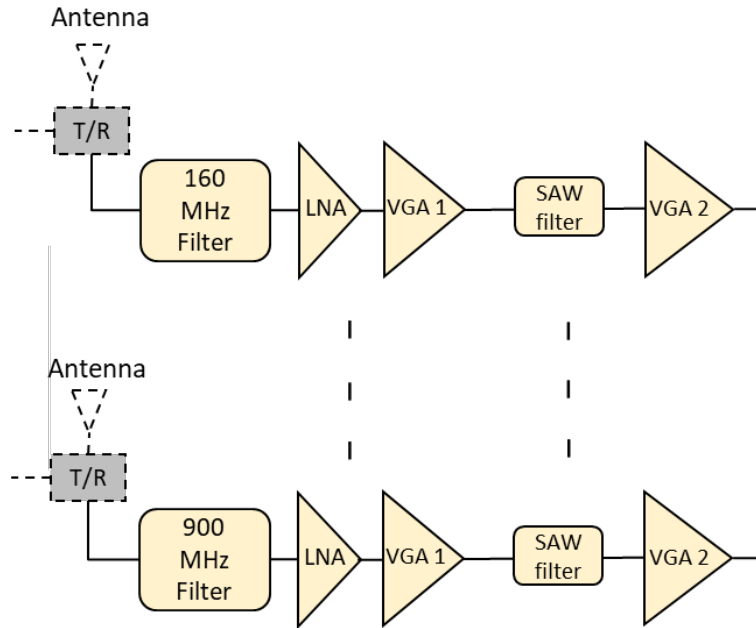 Antenna
T/R
160
MHz
Filter
LNA
VGA 1
SAW
filter
VGA 2
Antenna
T/R
900
MHz
Filter
LNA
VGA 1
SAW
filter
VGA 2